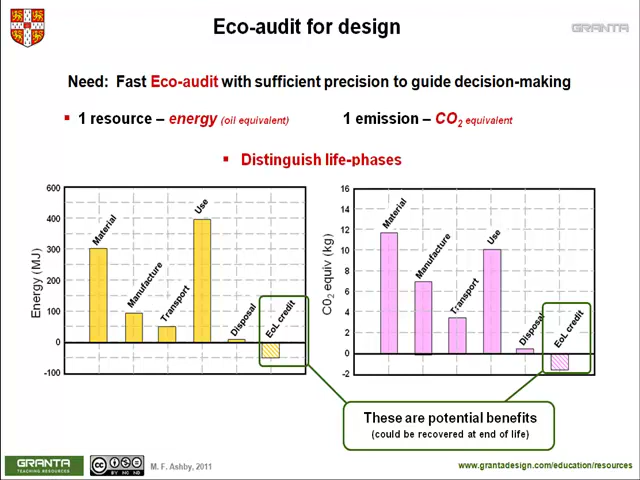 Eco-audit for design
GRANTA
Need: Fast Eco-audit with sufficient precision to guide decision-making
▪ 1 resource – energy (oil equivalent)
1 emission – CO2 equivalent
▪ Distinguish life-phases
Energy (MJ)
600
400
300
200
100
0
-100
Material
Manufacture
Transport
Use
Disposal
EoL credit
CO2 equiv (kg)
16
14
12
10
8
6
4
2
0
-2
Material
Manufacture
Transport
Use
Disposal
EoL credit
These are potential benefits
(could be recovered at end of life)
GRANTA
TEACHING RESOURCES
cc
BY NC ND
M. F. Ashby, 2011
www.grantadesign.com/education/resources